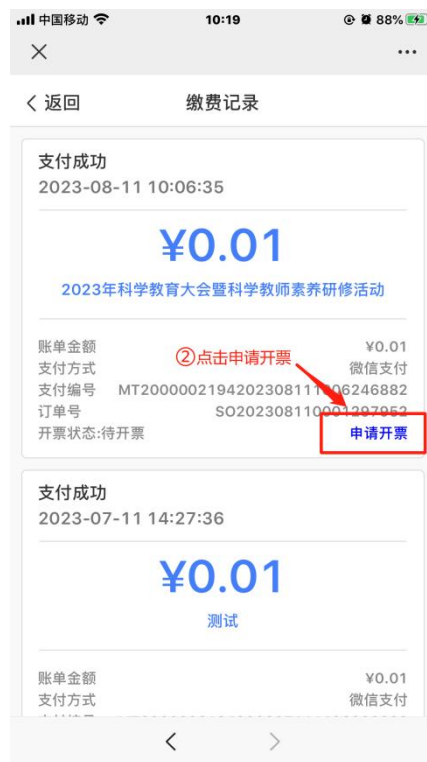 中国移动 10:19 88%
返回 缴费记录
支付成功
2023-08-11 10:06:35
¥0.01
2023年科学教育大会暨科学教师素养研修活动
账单金额 ¥0.01
②点击申请开票
支付方式 微信支付
支付编号 MT2000002194202308111006246882
订单号 SO202308110001297952
开票状态:待开票 申请开票
支付成功
2023-07-11 14:27:36
¥0.01
测试
账单金额 ¥0.01
支付方式 微信支付